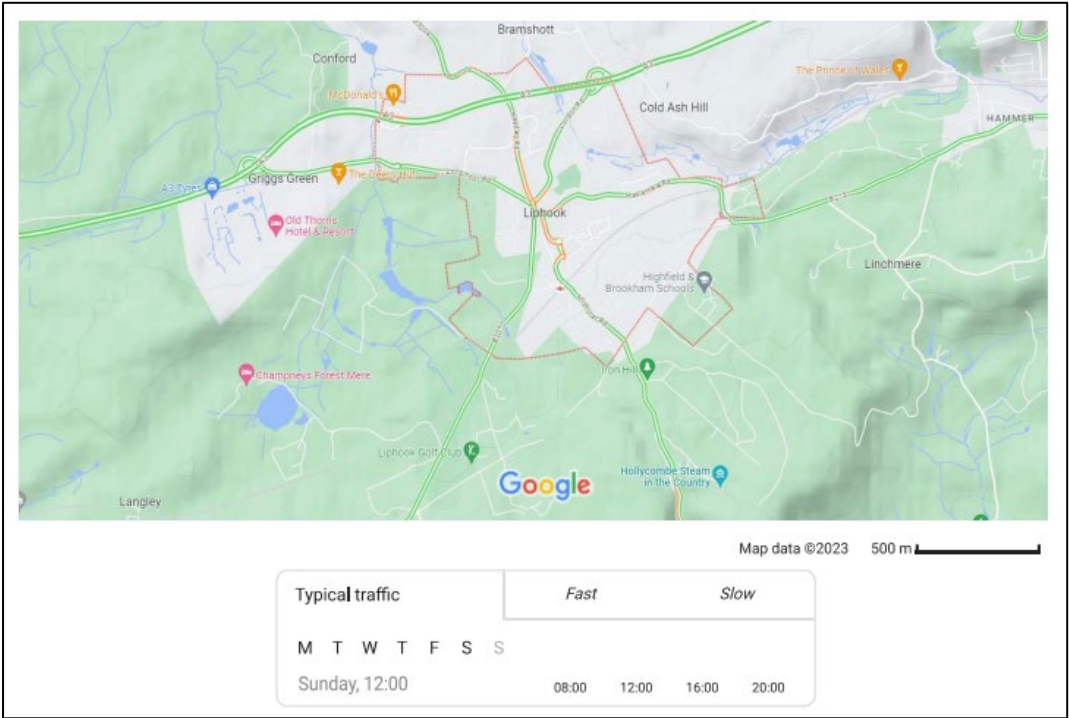 Bramshott
Conford
The Prince of Wales
McDonald's
Cold Ash Hill
HAMMER
A3
A3
A3
The Deers Hut
Griggs Green
A3 Tyres
Liphook
Old Thorns
Hotel & Resort
Linchmere
Highfield &
Brookham Schools
Iron Hill
Champneys Forest Mere
Liphook Golf Club
Hollycombe Steam
in the Country
Google
Langley
Map data ©2023 500 m
Typical traffic Fast Slow
M T W T F S S
Sunday, 12:00 08:00 12:00 16:00 20:00